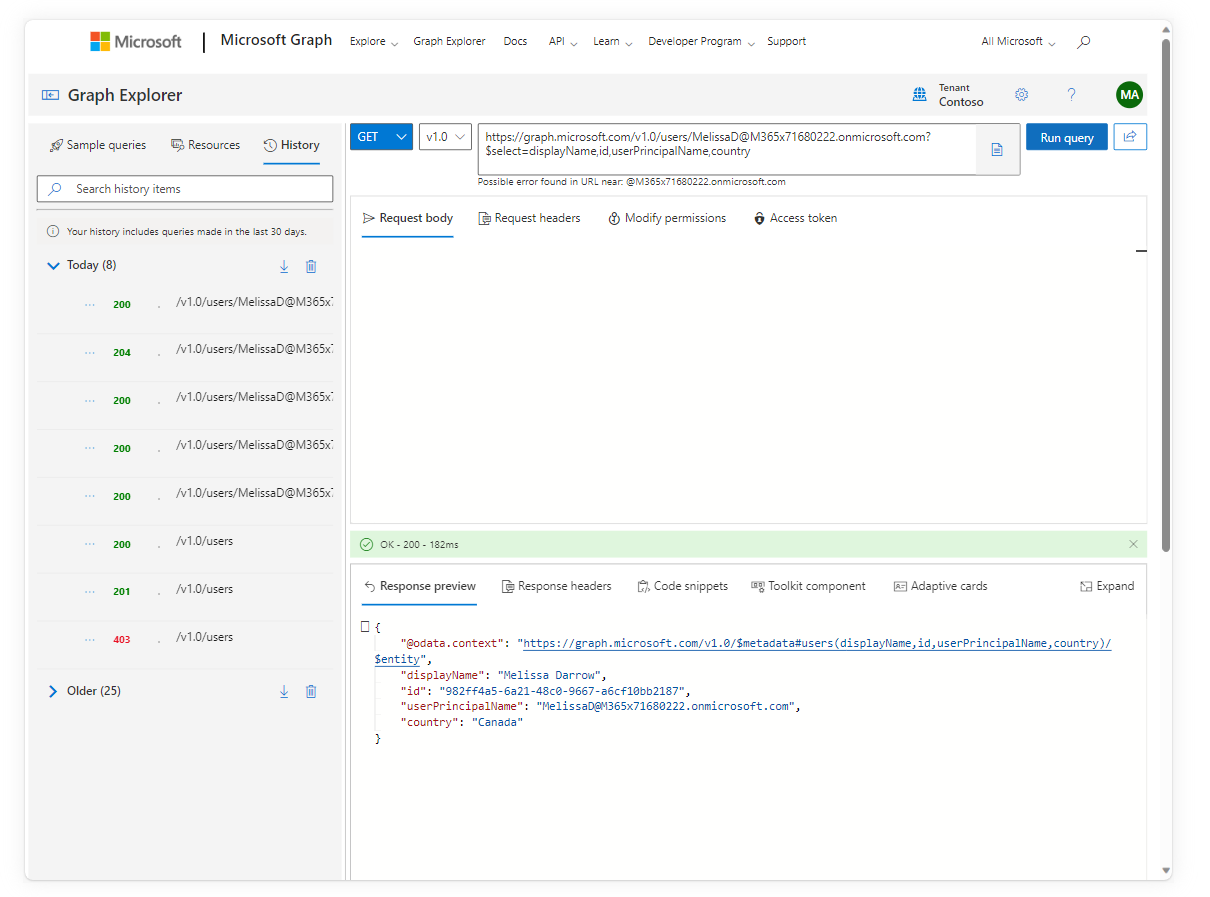 Microsoft | Microsoft Graph Explore Graph Explorer Docs API Learn Developer Program Support All Microsoft
Graph Explorer
Tenant
Contoso
?
MA
Sample queries Resources History
Search history items
Your history includes queries made in the last 30 days.
Today (8)
... 200 . /v1.0/users/MelissaD@M365x7
... 204 . /v1.0/users/MelissaD@M365x7
... 200 . /v1.0/users/MelissaD@M365x7
... 200 . /v1.0/users/MelissaD@M365x7
... 200 . /v1.0/users/MelissaD@M365x7
... 200 . /v1.0/users
... 201 . /v1.0/users
... 403 . /v1.0/users
Older (25)
GET v1.0 https://graph.microsoft.com/v1.0/users/MelissaD@M365x71680222.onmicrosoft.com?
$select=displayName,id,userPrincipalName,country
Run query
Possible error found in URL near: @M365x71680222.onmicrosoft.com
Request body Request headers Modify permissions Access token
OK - 200 - 182ms
Response preview Response headers Code snippets Toolkit component Adaptive cards Expand
{
"@odata.context": "https://graph.microsoft.com/v1.0/$metadata#users(displayName,id,userPrincipalName,country)/
$entity",
"displayName": "Melissa Darrow",
"id": "982ff4a5-6a21-48c0-9667-a6cf10bb2187",
"userPrincipalName": "MelissaD@M365x71680222.onmicrosoft.com",
"country": "Canada"
}